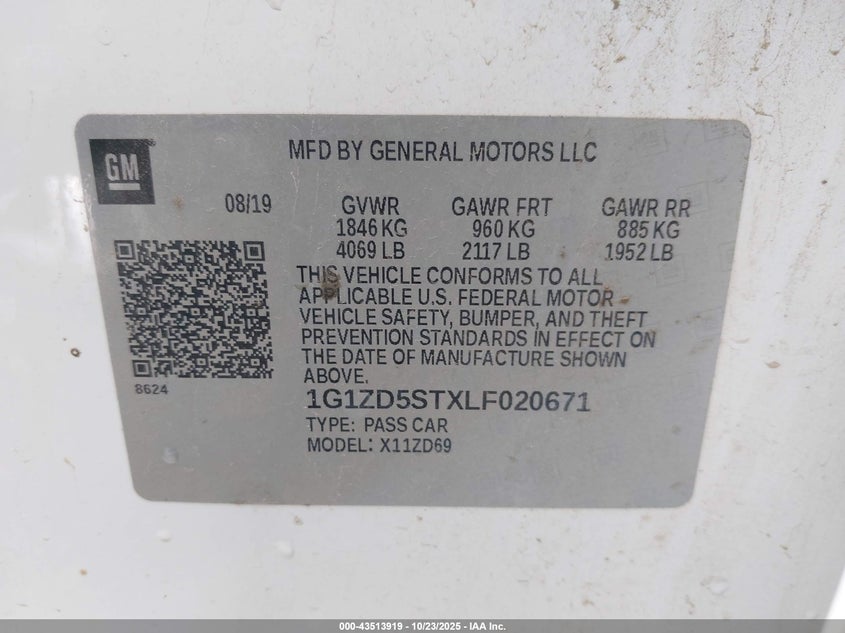 GM
MFD BY GENERAL MOTORS LLC
08/19
GVWR GAWR FRT GAWR RR
1846 KG 960 KG 885 KG
4069 LB 2117 LB 1952 LB
THIS VEHICLE CONFORMS TO ALL
APPLICABLE U.S. FEDERAL MOTOR
VEHICLE SAFETY, BUMPER, AND THEFT
PREVENTION STANDARDS IN EFFECT ON
THE DATE OF MANUFACTURE SHOWN
ABOVE.
8624
1G1ZD5STXLF020671
TYPE: PASS CAR
MODEL: X11ZD69
000-43513919 - 10/23/2025 - IAA Inc.